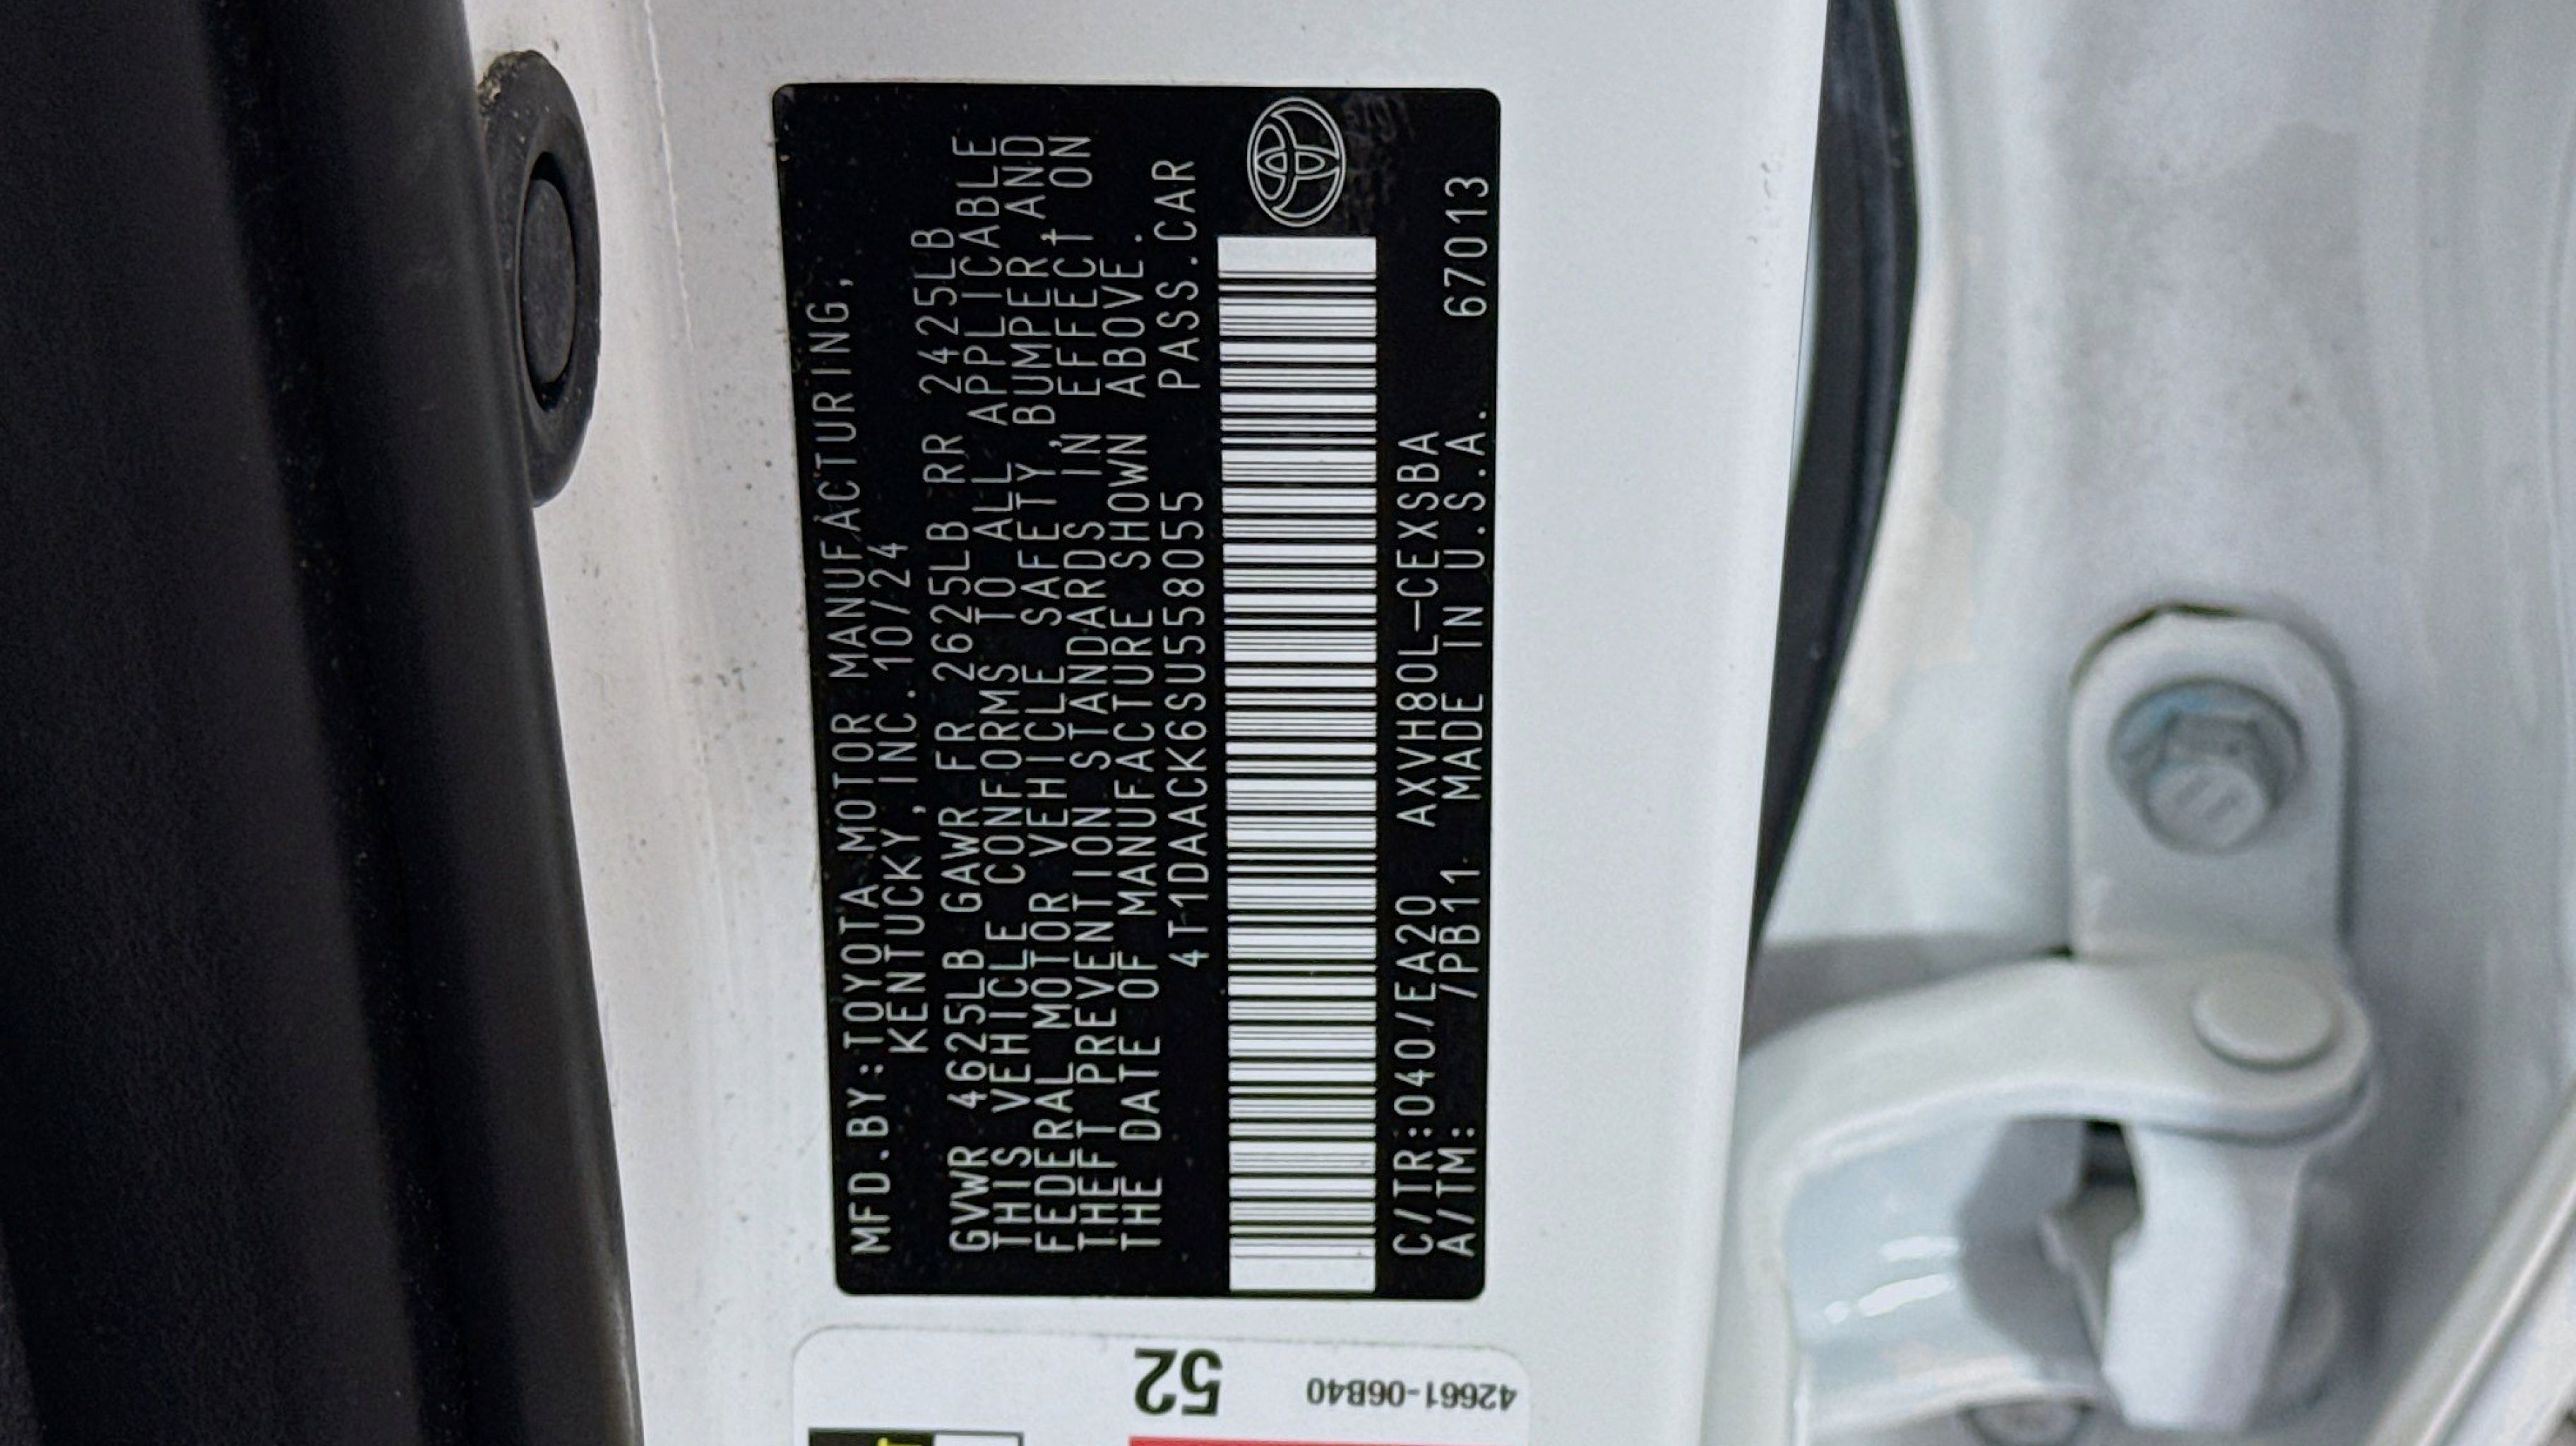 MFD.BY:TOYOTA MOTOR MANUFACTURING,
KENTUCKY,INC.10/24
GVWR 4625LB GAWR FR 2625LB RR 2425LB
THIS VEHICLE CONFORMS TO ALL APPLICABLE
FEDERAL MOTOR VEHICLE SAFETY,BUMPER,AND
THEFT PREVENTION STANDARDS IN EFFECT ON
THE DATE OF MANUFACTURE SHOWN ABOVE.
4T1DAACK6SU558055 PASS.CAR
C/TR:040/EA20 AXVH80L-CEXSBA
A/TM: /PB11 MADE IN U.S.A. 67013
52
42661-06B40